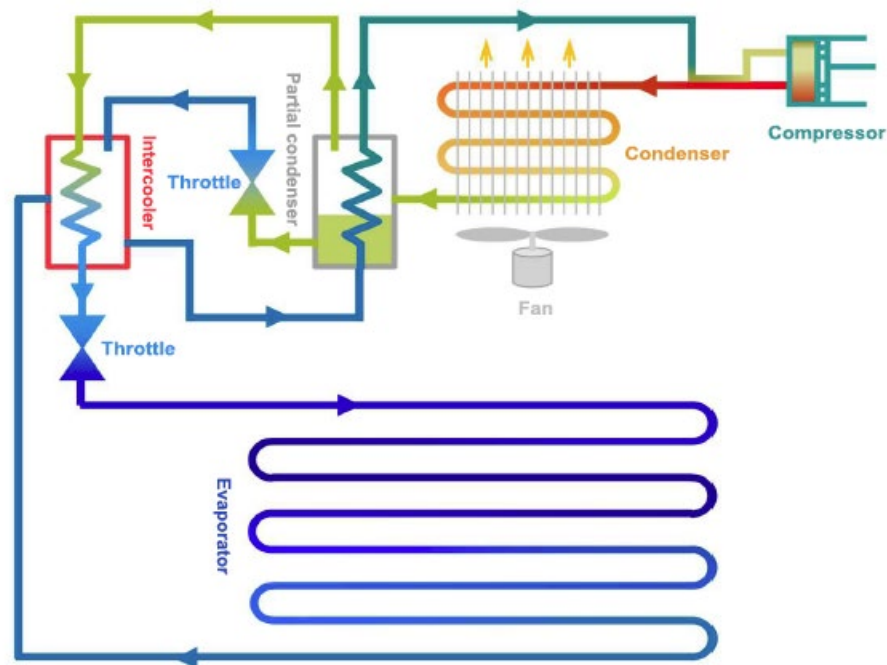 Partial condenser
Compressor
Intercooler
Condenser
Throttle
Fan
Throttle
Evaporator